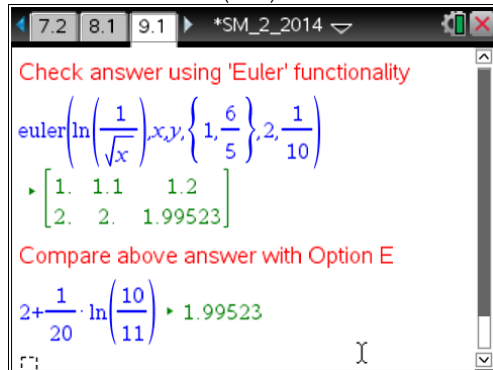 7.2 8.1 9.1 *SM_2_2014
Check answer using 'Euler' functionality
euler(ln(1/√x),x,y,{1,6/5},2,1/10)
▸ [1. 1.1 1.2
2. 2. 1.99523]
Compare above answer with Option E
2+1/20·ln(10/11) ▸ 1.99523